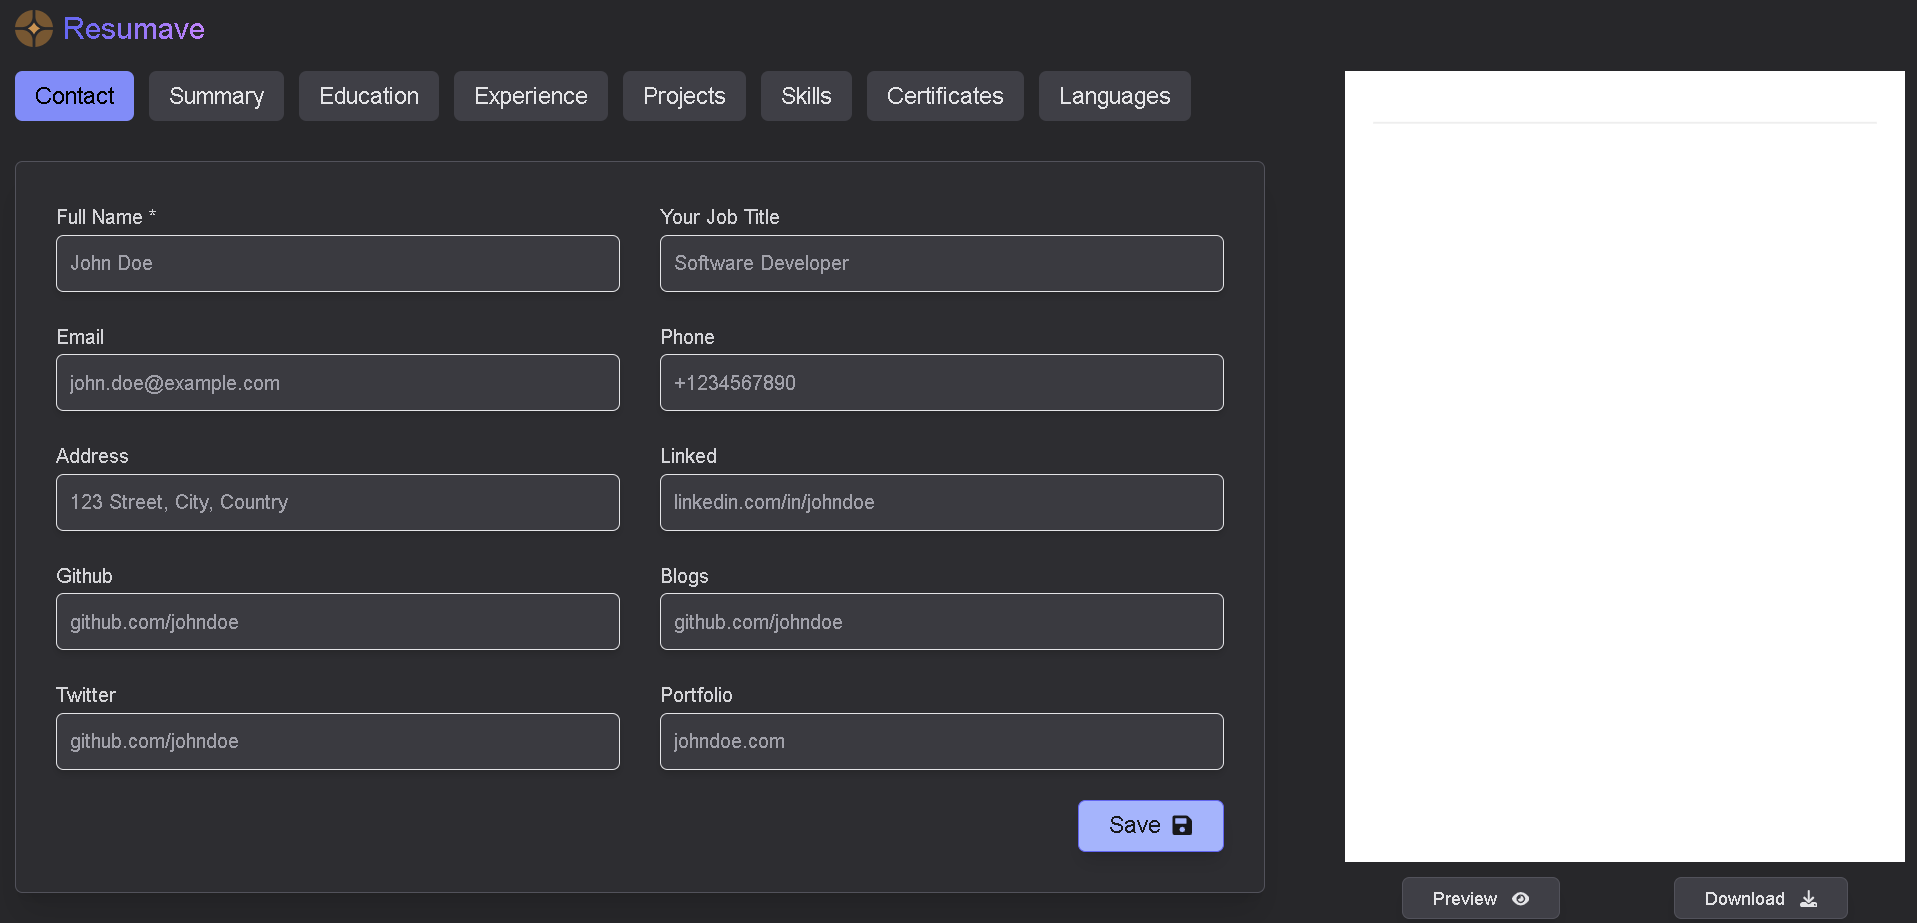 Resumave
Contact Summary Education Experience Projects Skills Certificates Languages
Full Name * Your Job Title
John Doe Software Developer
Email Phone
john.doe@example.com +1234567890
Address Linked
123 Street, City, Country linkedin.com/in/johndoe
Github Blogs
github.com/johndoe github.com/johndoe
Twitter Portfolio
github.com/johndoe johndoe.com
Save
Preview Download